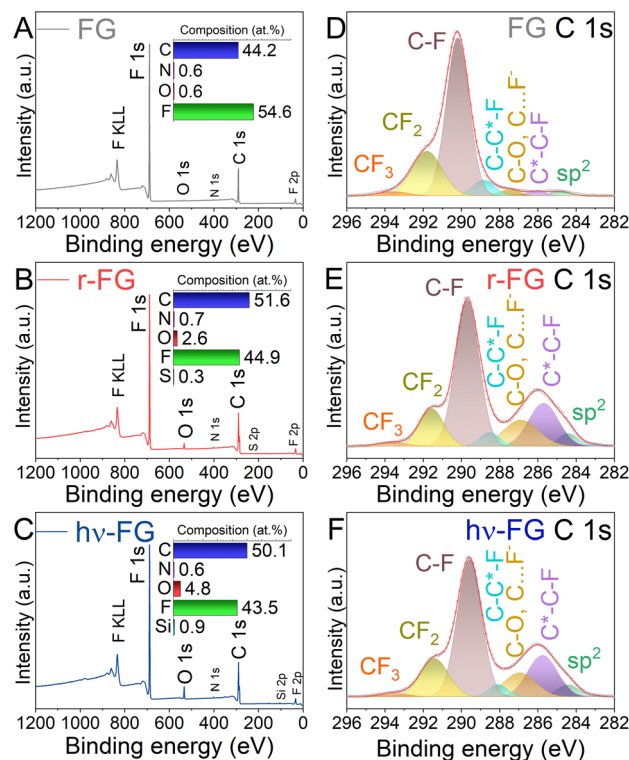 A
FG
Composition (at.%)
C 44.2
N 0.6
O 0.6
F 54.6
F 1s
F KLL
O 1s
N 1s
C 1s
F 2p
Intensity (a.u.)
1200 1000 800 600 400 200 0
Binding energy (eV)
D
FG C 1s
C-F
CF₂
CF₃
C-C*-F
C-O, C....F⁻
C*-C-F
sp²
Intensity (a.u.)
296 294 292 290 288 286 284 282
Binding energy (eV)
B
r-FG
Composition (at.%)
C 51.6
N 0.7
O 2.6
F 44.9
S 0.3
F 1s
F KLL
O 1s
N 1s
C 1s
S 2p
F 2p
Intensity (a.u.)
1200 1000 800 600 400 200 0
Binding energy (eV)
E
r-FG C 1s
C-F
CF₂
CF₃
C-C*-F
C-O, C....F⁻
C*-C-F
sp²
Intensity (a.u.)
296 294 292 290 288 286 284 282
Binding energy (eV)
C
hν-FG
Composition (at.%)
C 50.1
N 0.6
O 4.8
F 43.5
Si 0.9
F 1s
F KLL
O 1s
N 1s
C 1s
Si 2p
F 2p
Intensity (a.u.)
1200 1000 800 600 400 200 0
Binding energy (eV)
F
hν-FG C 1s
C-F
CF₂
CF₃
C-C*-F
C-O, C....F⁻
C*-C-F
sp²
Intensity (a.u.)
296 294 292 290 288 286 284 282
Binding energy (eV)